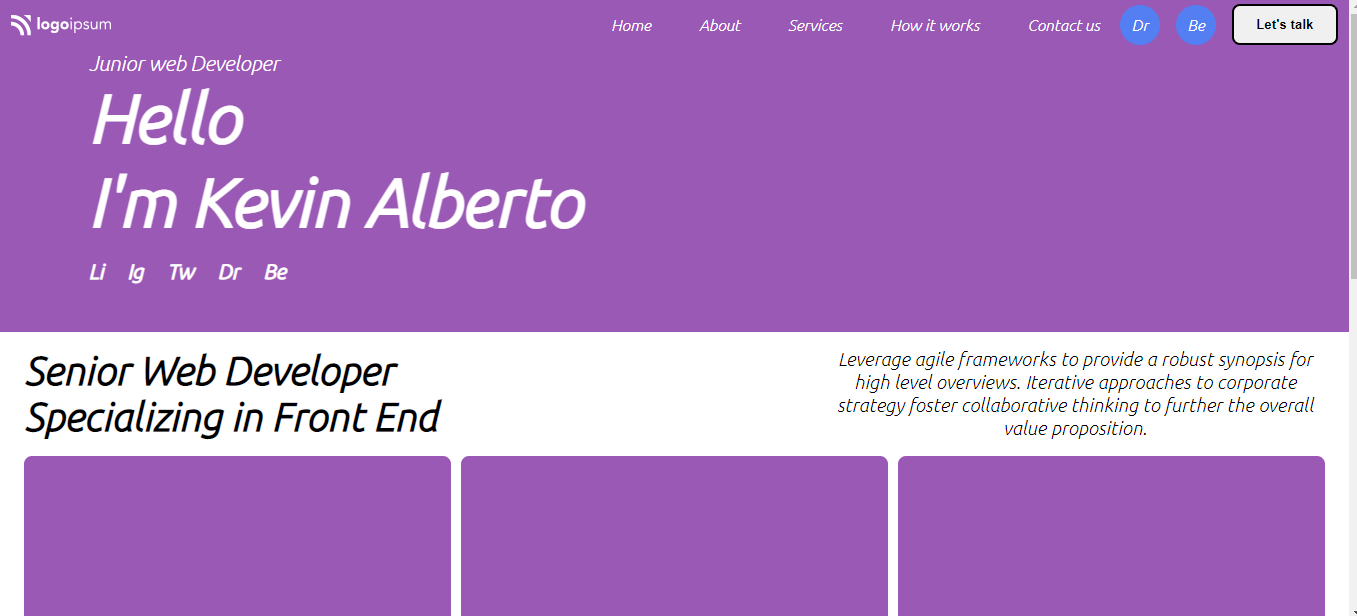 logoipsum
Home About Services How it works Contact us Dr Be Let's talk
Junior web Developer
Hello
I'm Kevin Alberto
Li Ig Tw Dr Be
Senior Web Developer
Specializing in Front End
Leverage agile frameworks to provide a robust synopsis for
high level overviews. Iterative approaches to corporate
strategy foster collaborative thinking to further the overall
value proposition.